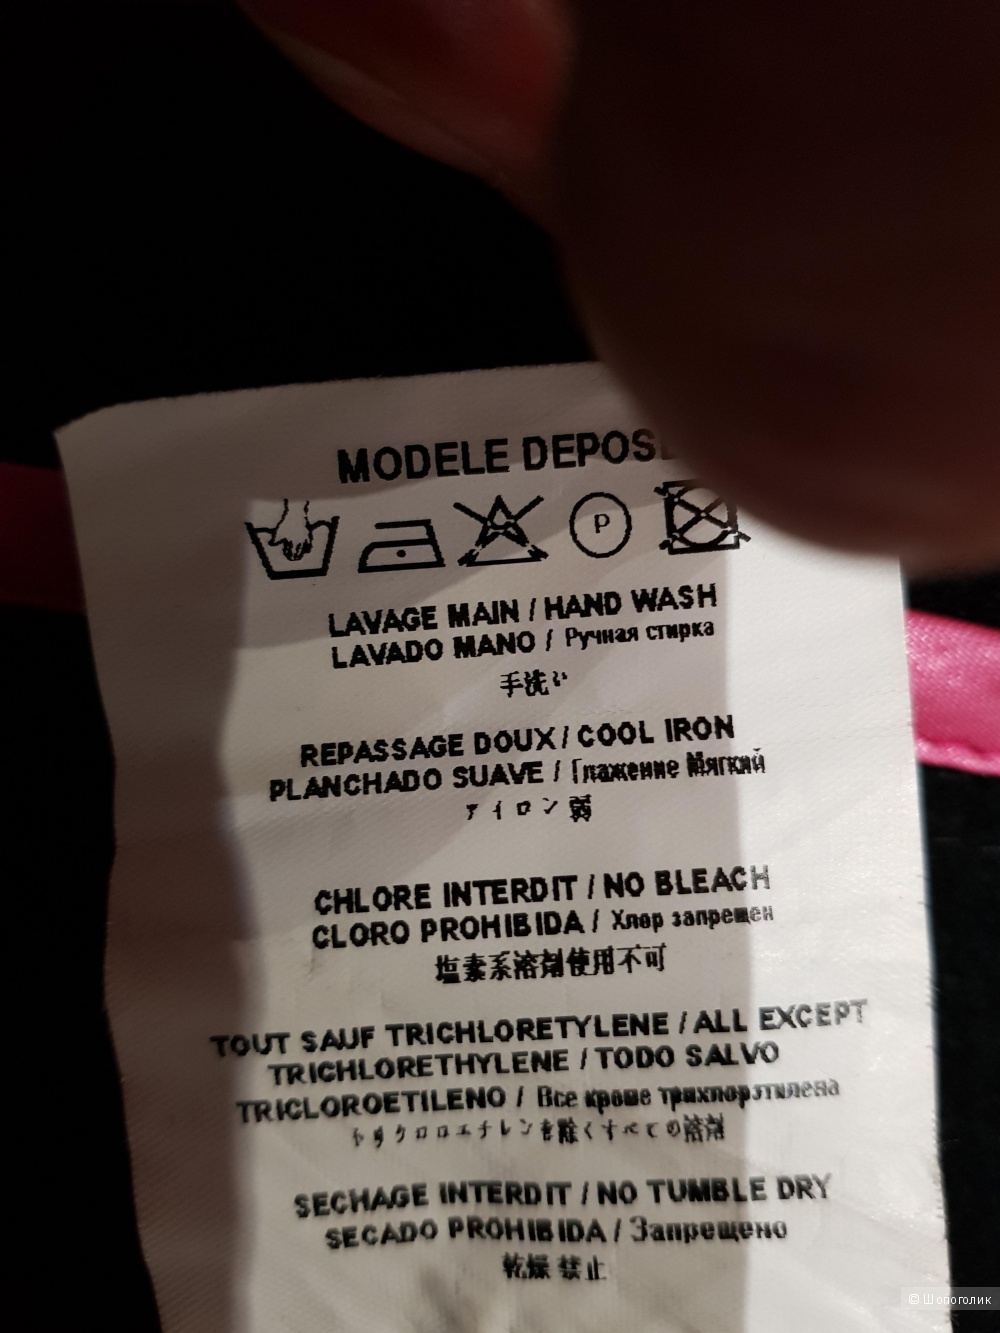 MODELE DEPOS
P
LAVAGE MAIN / HAND WASH
LAVADO MANO / Ручная стирка
手洗い
REPASSAGE DOUX / COOL IRON
PLANCHADO SUAVE / Глажение Мягкий
アイロン弱
CHLORE INTERDIT / NO BLEACH
CLORO PROHIBIDA / Хлор запрещен
塩素系溶剤使用不可
TOUT SAUF TRICHLORETYLENE / ALL EXCEPT
TRICHLORETHYLENE / TODO SALVO
TRICLOROETILENO / Все кроме трихлорэтилена
トリクロロエチレンを除くすべての溶剤
SECHAGE INTERDIT / NO TUMBLE DRY
SECADO PROHIBIDA / Запрещено
乾燥 禁止
© Шопоголик